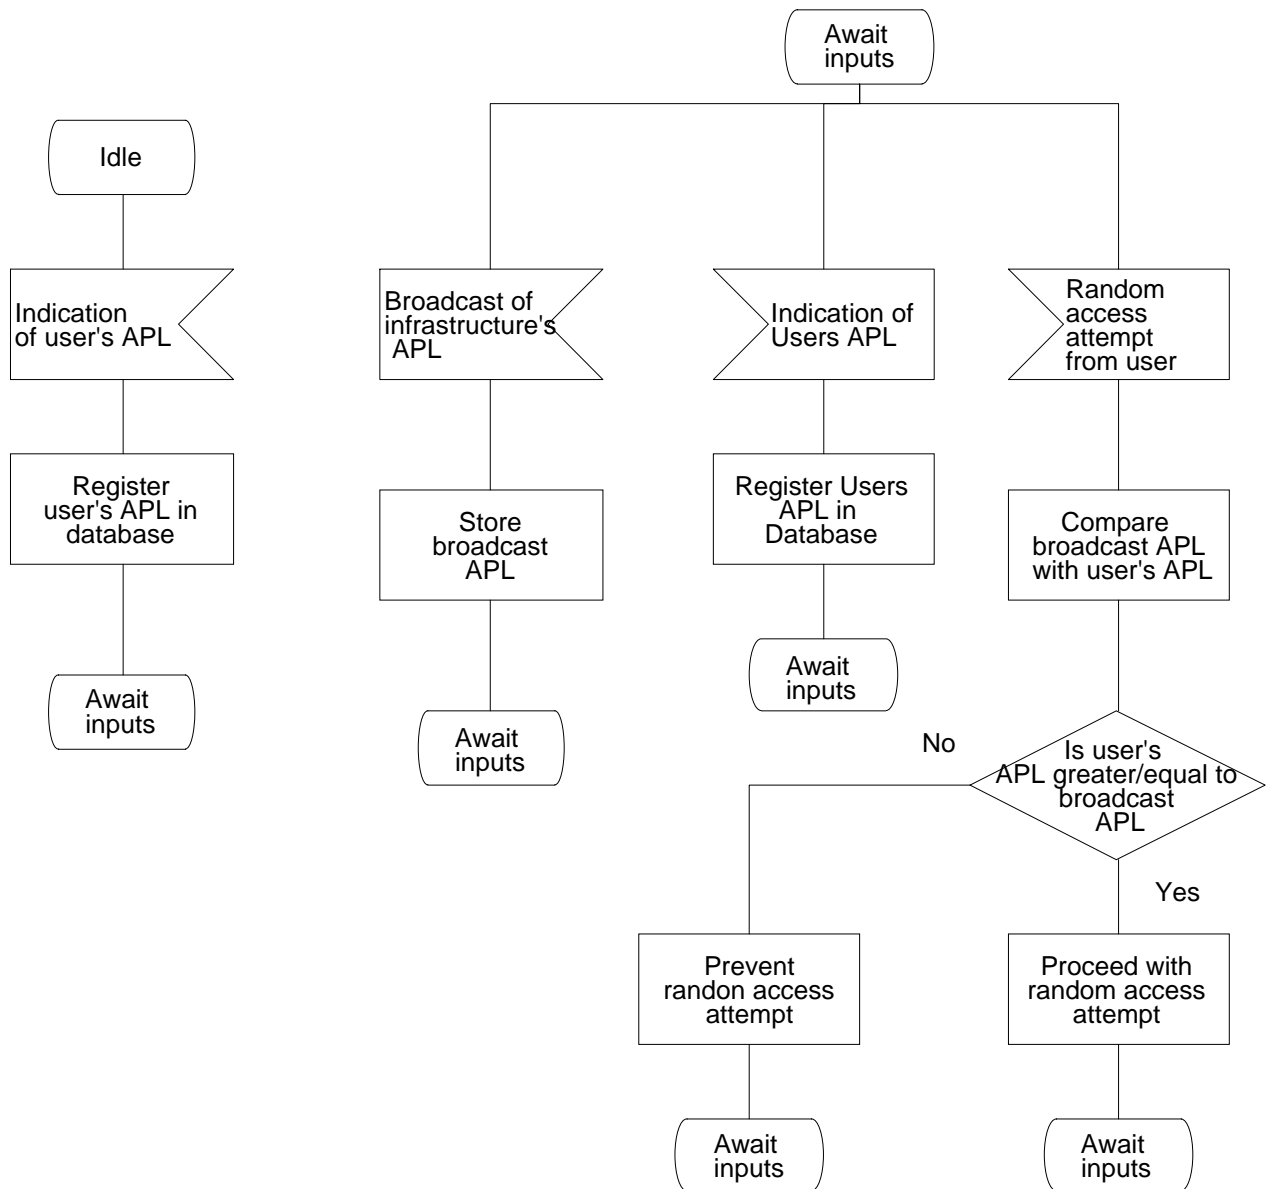 Await
inputs
Idle
Indication
of user's APL
Register
user's APL in
database
Await
inputs
Broadcast of
infrastructure's
APL
Store
broadcast
APL
Await
inputs
Indication of
Users APL
Register Users
APL in
Database
Await
inputs
Random
access
attempt
from user
Compare
broadcast APL
with user's APL
Is user's
APL greater/equal to
broadcast
APL
No
Yes
Prevent
randon access
attempt
Await
inputs
Proceed with
random access
attempt
Await
inputs